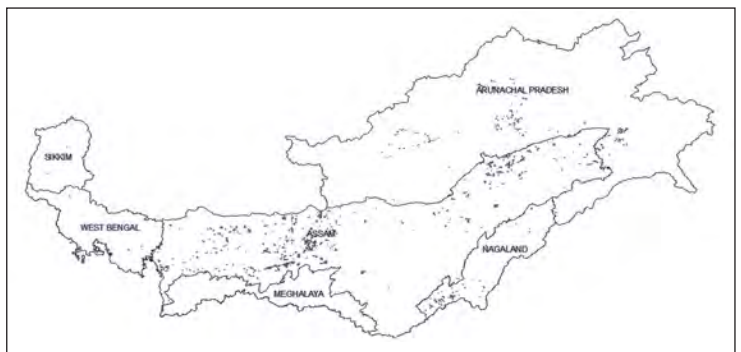 ARUNACHAL PRADESH
SIKKIM
WEST BENGAL
ASSAM
NAGALAND
MEGHALAYA